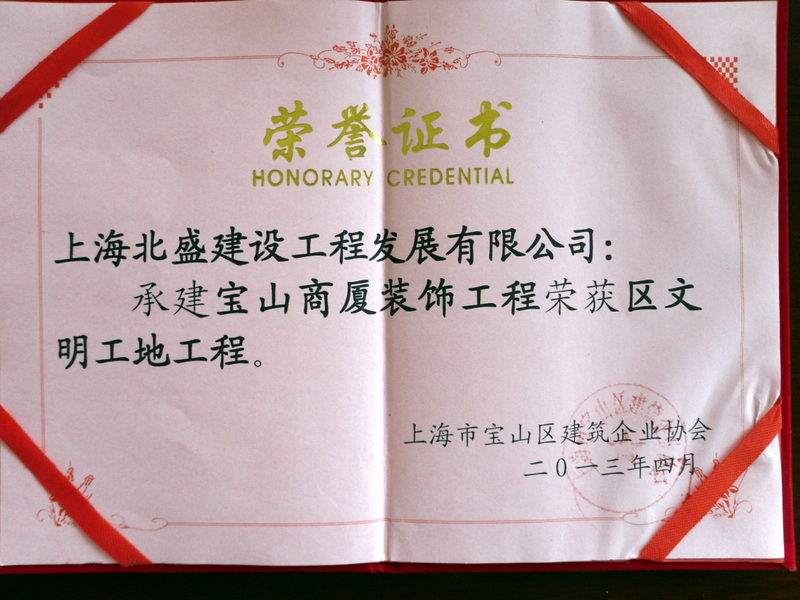 荣誉证书
HONORARY CREDENTIAL
上海北盛建设工程发展有限公司：
承建宝山商厦装饰工程荣获区文
明工地工程。
上海市宝山区建筑企业协会
二〇一三年四月